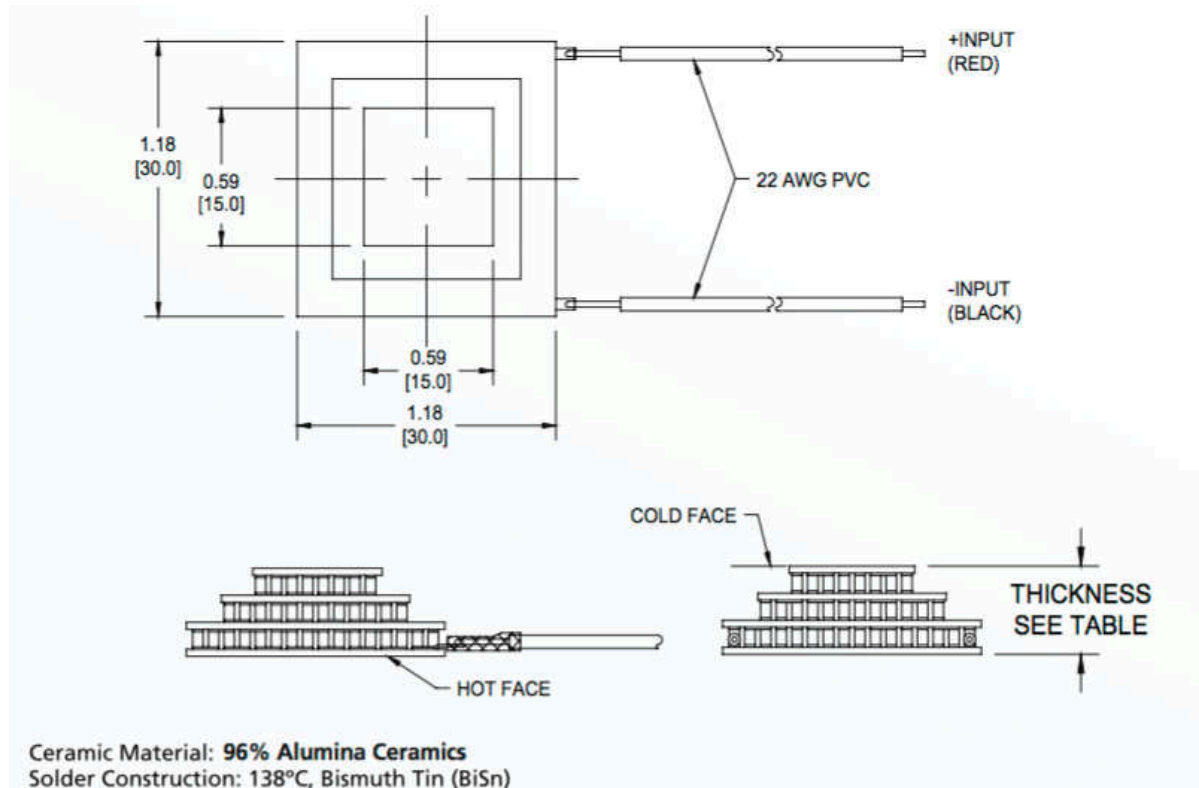 +INPUT
(RED)
1.18
[30.0]
0.59
[15.0]
22 AWG PVC
-INPUT
(BLACK)
0.59
[15.0]
1.18
[30.0]
COLD FACE
THICKNESS
SEE TABLE
HOT FACE
Ceramic Material: 96% Alumina Ceramics
Solder Construction: 138ºC, Bismuth Tin (BiSn)